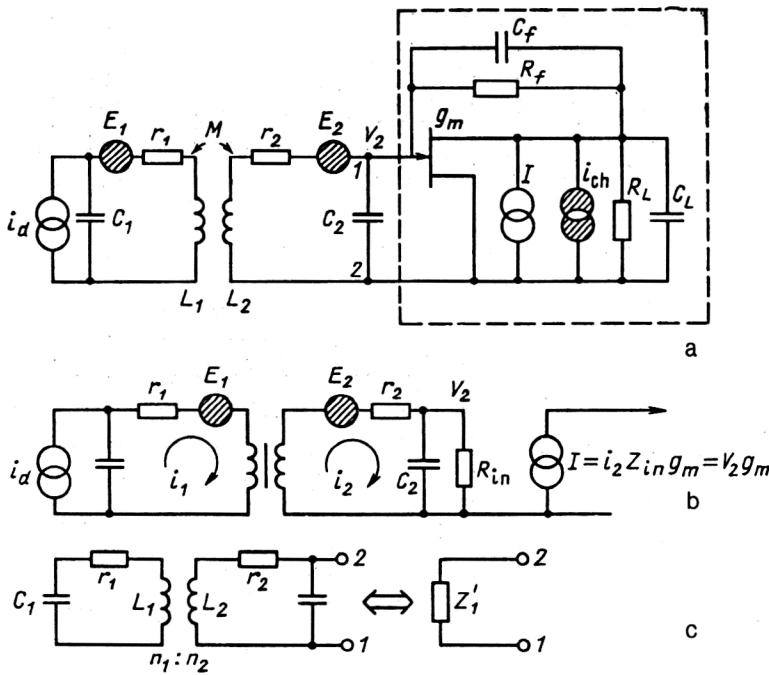 C_f
R_f
E_1 r_1 M r_2 E_2 V_2 g_m
1
i_d C_1 C_2 I i_ch R_L C_L
2
L_1 L_2
a
r_1 E_1 E_2 r_2 V_2
i_d i_1 i_2 C_2 R_in I = i_2 Z_in g_m = V_2 g_m
b
r_1 r_2 2 2
C_1 L_1 L_2 Z_1'
1 1
n_1 : n_2
c